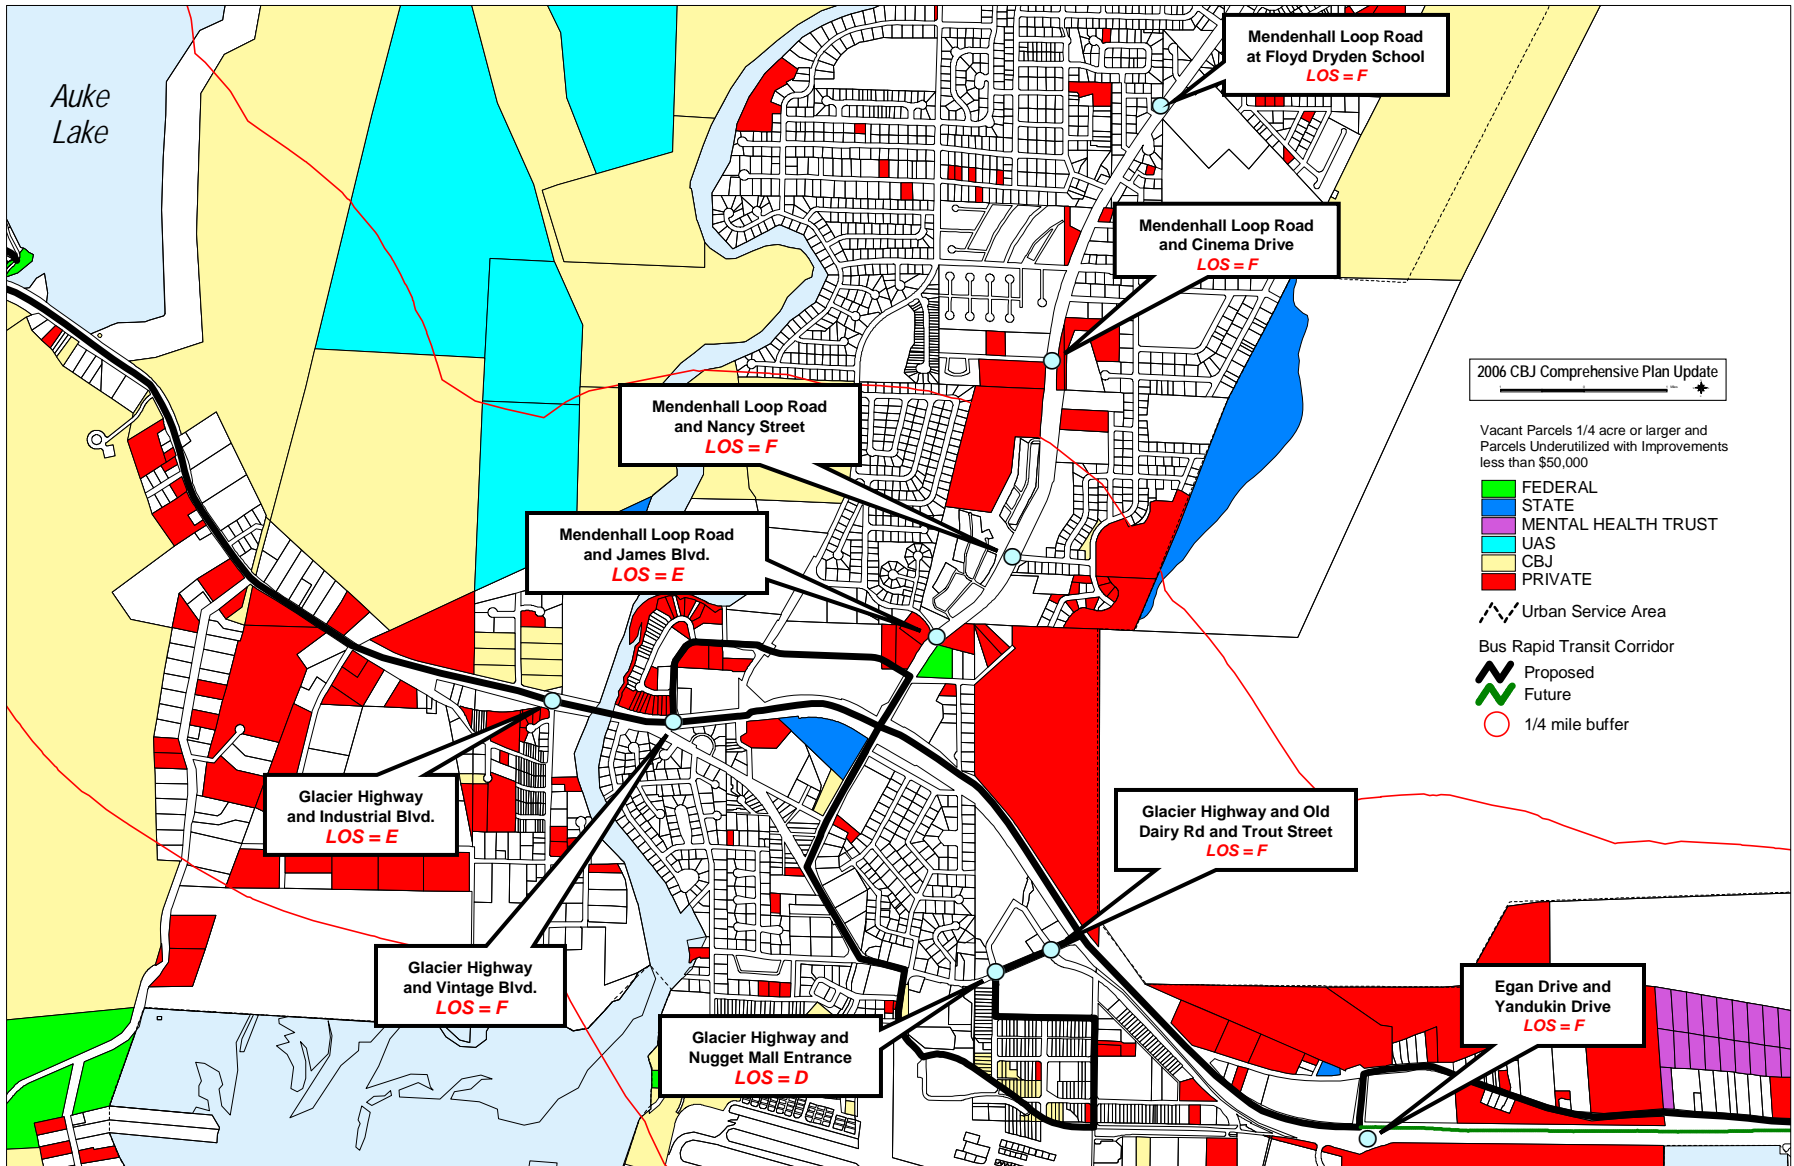 Auke
Lake
Mendenhall Loop Road
at Floyd Dryden School
LOS = F
Mendenhall Loop Road
and Cinema Drive
LOS = F
Mendenhall Loop Road
and Nancy Street
LOS = F
Mendenhall Loop Road
and James Blvd.
LOS = E
Glacier Highway
and Industrial Blvd.
LOS = E
Glacier Highway
and Vintage Blvd.
LOS = F
Glacier Highway and
Nugget Mall Entrance
LOS = D
Glacier Highway and Old
Dairy Rd and Trout Street
LOS = F
Egan Drive and
Yandukin Drive
LOS = F
2006 CBJ Comprehensive Plan Update
Vacant Parcels 1/4 acre or larger and
Parcels Underutilized with Improvements
less than $50,000
FEDERAL
STATE
MENTAL HEALTH TRUST
UAS
CBJ
PRIVATE
Urban Service Area
Bus Rapid Transit Corridor
Proposed
Future
1/4 mile buffer